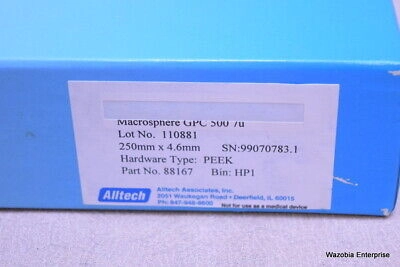 Macrosphere GPC 500 7u
Lot No. 110881
250mm x 4.6mm SN:99070783.1
Hardware Type: PEEK
Part No. 88167 Bin: HP1
Alltech
Alltech Associates, Inc.
2051 Waukegan Road • Deerfield, IL 60015
PH: 847-948-8600 Not for use as a medical device
Wazobia Enterprise